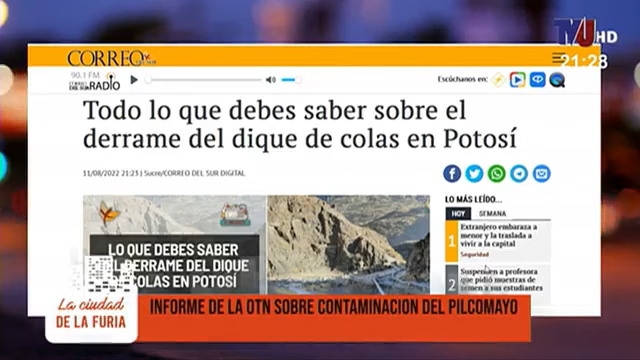 TVU HD
21:28
CORREO
DEL SUR
90.1 FM
CORREO
DEL SUR RADIO
Escúchanos en:
Todo lo que debes saber sobre el
derrame del dique de colas en Potosí
11/08/2022 21:23 | Sucre/CORREO DEL SUR DIGITAL
LO MÁS LEÍDO...
HOY SEMANA
1 Extranjero embaraza a
menor y la traslada a
vivir a la capital
Seguridad
2 Suspenden a profesora
que pidió muestras de
semen a sus estudiantes
LO QUE DEBES SABER
EL DERRAME DEL DIQUE
DE COLAS EN POTOSÍ
La ciudad
DE LA FURIA
INFORME DE LA OTN SOBRE CONTAMINACION DEL PILCOMAYO